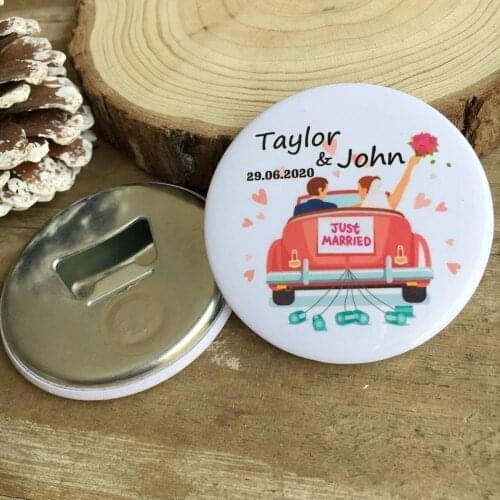 Taylor
& John
29.06.2020
JUST
MARRIED